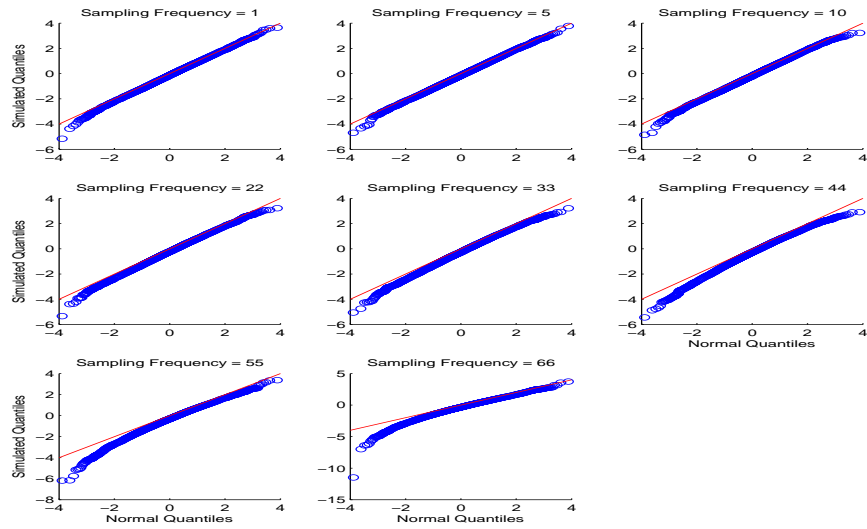 Sampling Frequency = 1
Sampling Frequency = 5
Sampling Frequency = 10
Simulated Quantiles
4
2
0
−2
−4
−6
−4 −2 0 2 4
4
2
0
−2
−4
−6
−4 −2 0 2 4
4
2
0
−2
−4
−6
−4 −2 0 2 4
Sampling Frequency = 22
Sampling Frequency = 33
Sampling Frequency = 44
Simulated Quantiles
4
2
0
−2
−4
−6
−4 −2 0 2 4
4
2
0
−2
−4
−6
−4 −2 0 2 4
4
2
0
−2
−4
−6
−4 −2 0 2 4
Normal Quantiles
Sampling Frequency = 55
Sampling Frequency = 66
Simulated Quantiles
4
2
0
−2
−4
−6
−8
−4 −2 0 2 4
Normal Quantiles
5
0
−5
−10
−15
−4 −2 0 2 4
Normal Quantiles